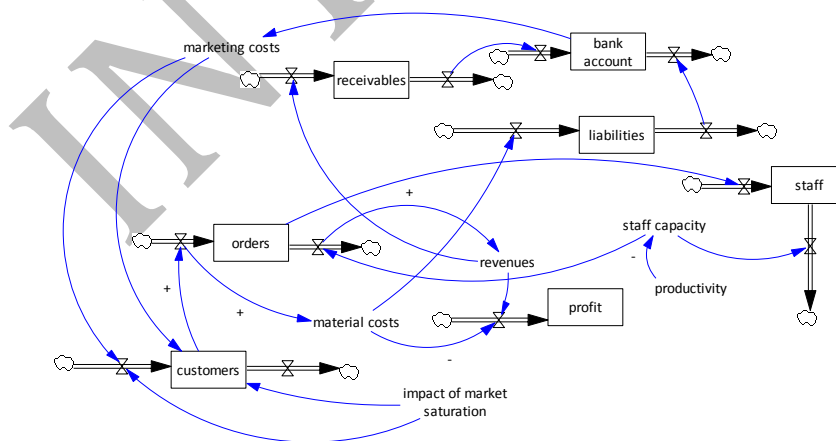 marketing costs
bank
account
receivables
liabilities
staff
+
orders
staff capacity
revenues
-
productivity
+
+
profit
material costs
-
customers
impact of market
saturation